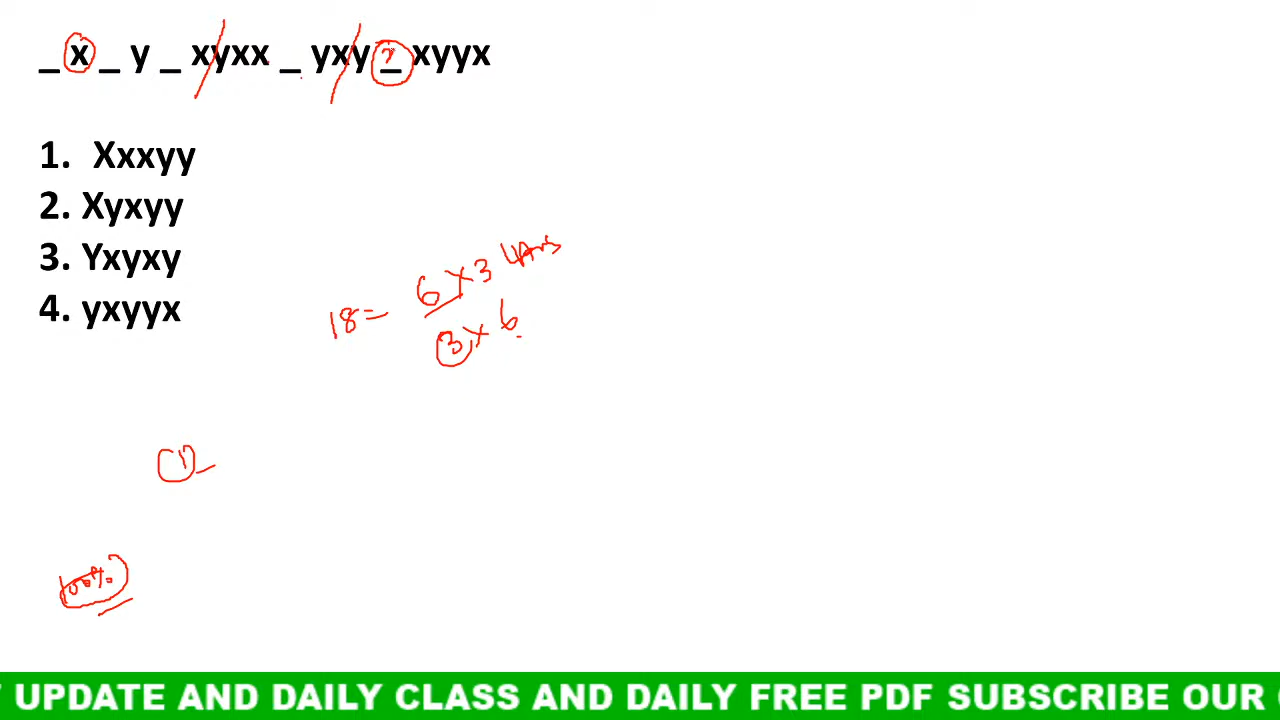 _ x _ y _ xyxx _ yxy _ xyyx
1. Xxxyy
2. Xyxyy
3. Yxyxy
4. yxyyx
18 = 6 x 3
3 x 6
100%
UPDATE AND DAILY CLASS AND DAILY FREE PDF SUBSCRIBE OUR